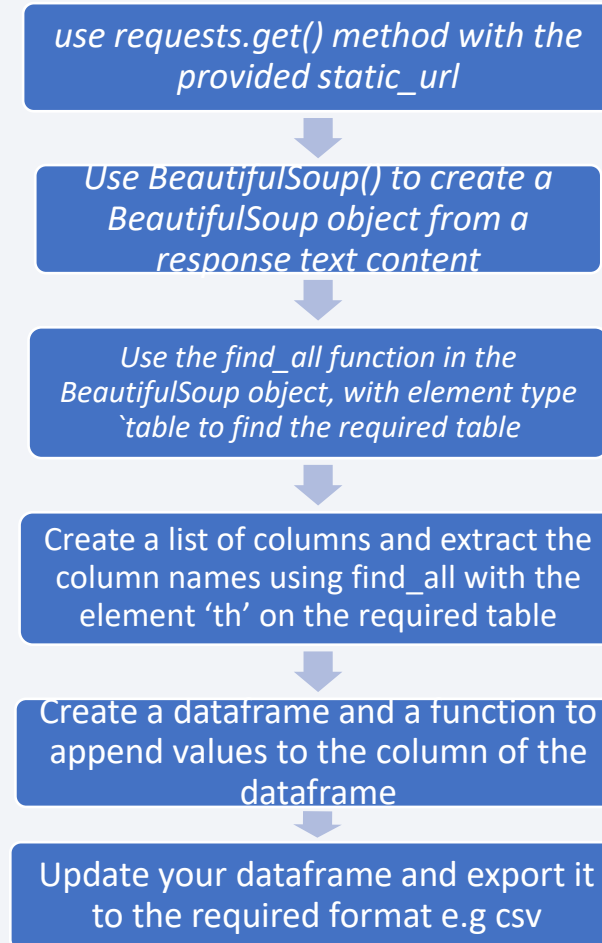 use requests.get() method with the
provided static_url
Use BeautifulSoup() to create a
BeautifulSoup object from a
response text content
Use the find_all function in the
BeautifulSoup object, with element type
`table to find the required table
Create a list of columns and extract the
column names using find_all with the
element ‘th’ on the required table
Create a dataframe and a function to
append values to the column of the
dataframe
Update your dataframe and export it
to the required format e.g csv